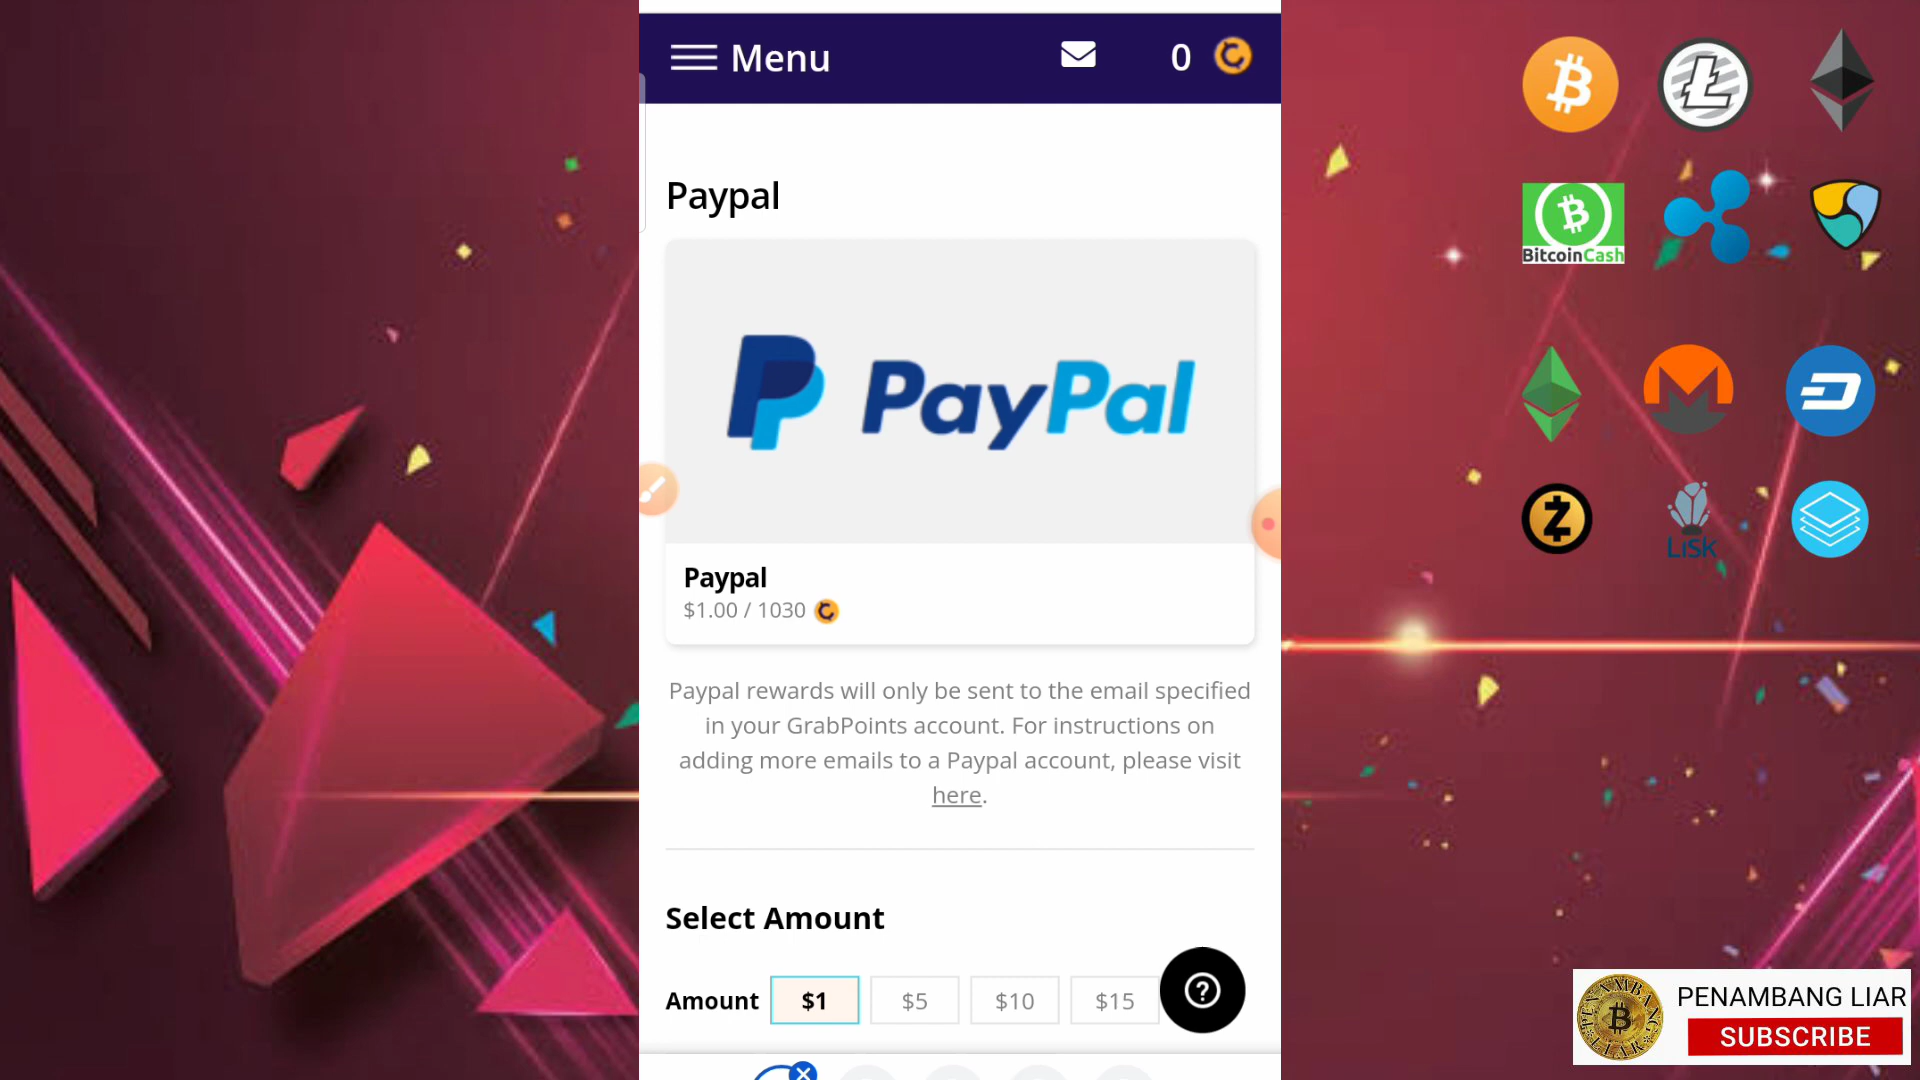 Menu
0
Paypal
PayPal
Paypal
$1.00 / 1030
Paypal rewards will only be sent to the email specified
in your GrabPoints account. For instructions on
adding more emails to a Paypal account, please visit
here.
Select Amount
Amount $1 $5 $10 $15
BitcoinCash
LiSK
PENAMBANG LIAR
PENAMBANG LIAR
SUBSCRIBE